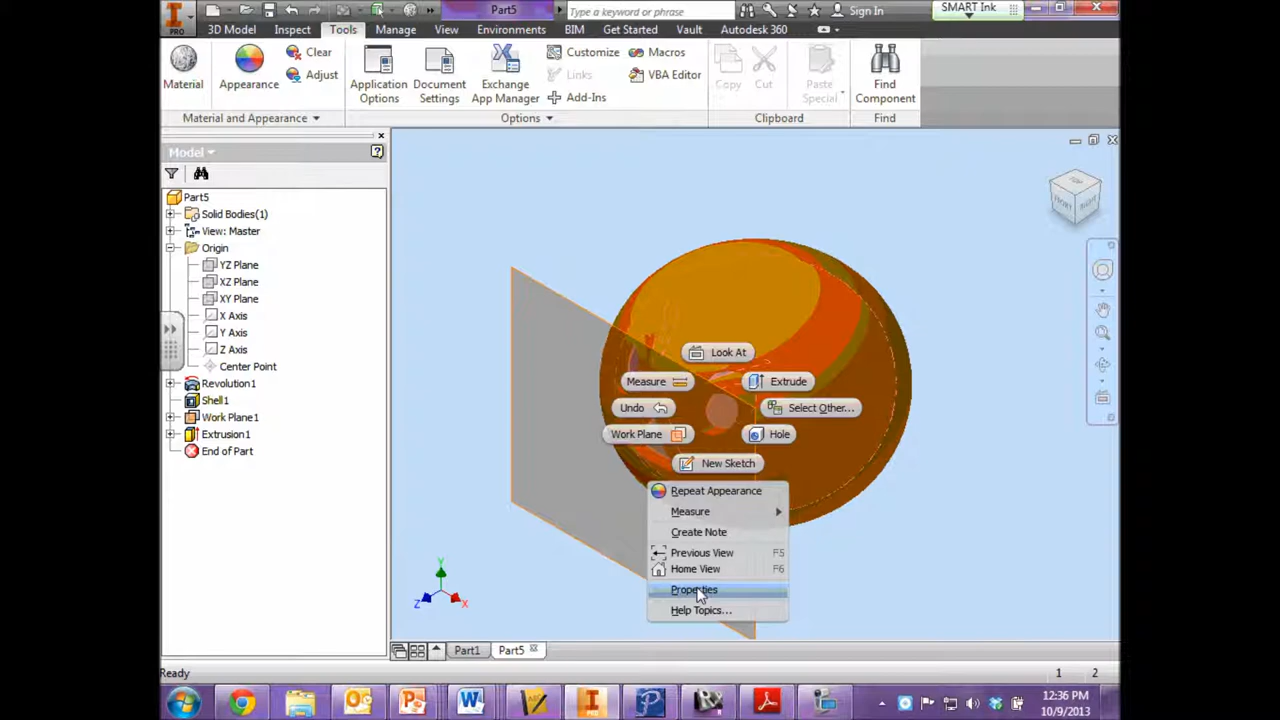 Part5
Type a keyword or phrase
Sign In
SMART Ink
PRO
3D Model
Inspect
Tools
Manage
View
Environments
BIM
Get Started
Vault
Autodesk 360
Material
Appearance
Clear
Adjust
Application
Options
Document
Settings
Exchange
App Manager
Customize
Links
Add-Ins
Macros
VBA Editor
Copy
Cut
Paste
Special
Find
Component
Material and Appearance
Options
Clipboard
Find
Model
Part5
Solid Bodies(1)
View: Master
Origin
YZ Plane
XZ Plane
XY Plane
X Axis
Y Axis
Z Axis
Center Point
Revolution1
Shell1
Work Plane1
Extrusion1
End of Part
Look At
Measure
Extrude
Undo
Select Other...
Work Plane
Hole
New Sketch
Repeat Appearance
Measure
Create Note
Previous View F5
Home View F6
Properties
Help Topics...
Y
Z
X
Part1
Part5
Ready
1 2
12:36 PM
10/9/2013